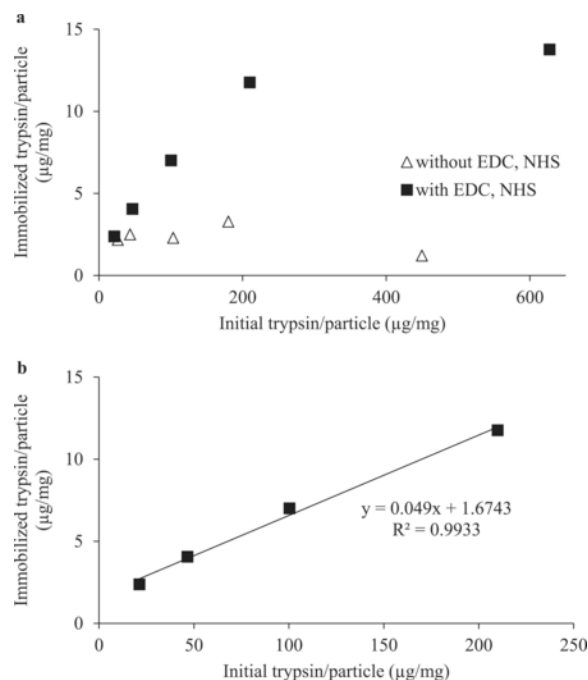 a
15
10
5
0
Immobilized trypsin/particle
(µg/mg)
△ without EDC, NHS
■ with EDC, NHS
0 200 400 600
Initial trypsin/particle (µg/mg)
b
15
10
5
0
Immobilized trypsin/particle
(µg/mg)
y = 0.049x + 1.6743
R² = 0.9933
0 50 100 150 200 250
Initial trypsin/particle (µg/mg)